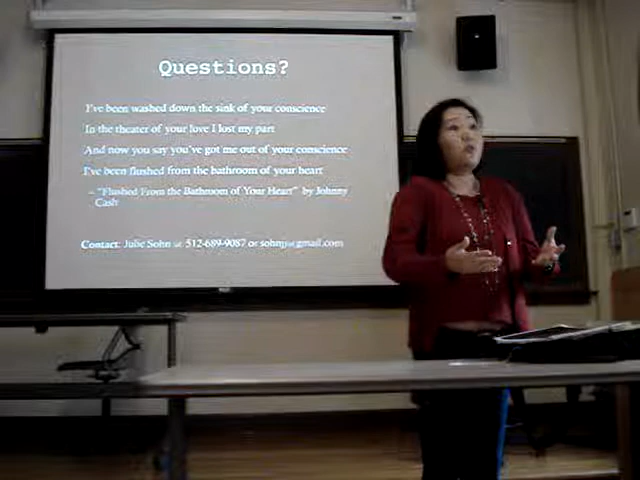 Questions?
I've been washed down the sink of your conscience
In the theater of your love I lost my part
And now you say you've got me out of your conscience
I've been flushed from the bathroom of your heart
– "Flushed From the Bathroom of Your Heart" by Johnny
Cash
Contact: Julie Sohn at 512-689-9087 or sohnj@gmail.com